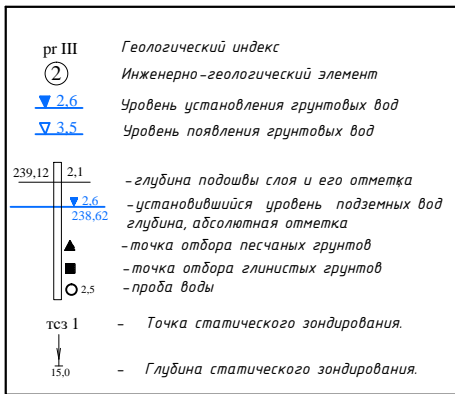 pr III Геологический индекс
2 Инженерно-геологический элемент
2,6 Уровень установления грунтовых вод
3,5 Уровень появления грунтовых вод
239,12 2,1 -глубина подошвы слоя и его отметка
2,6 -установившийся уровень подземных вод
238,62 глубина, абсолютная отметка
-точка отбора песчаных грунтов
-точка отбора глинистых грунтов
2,5 -проба воды
тсз 1 - Точка статического зондирования.
15,0 - Глубина статического зондирования.